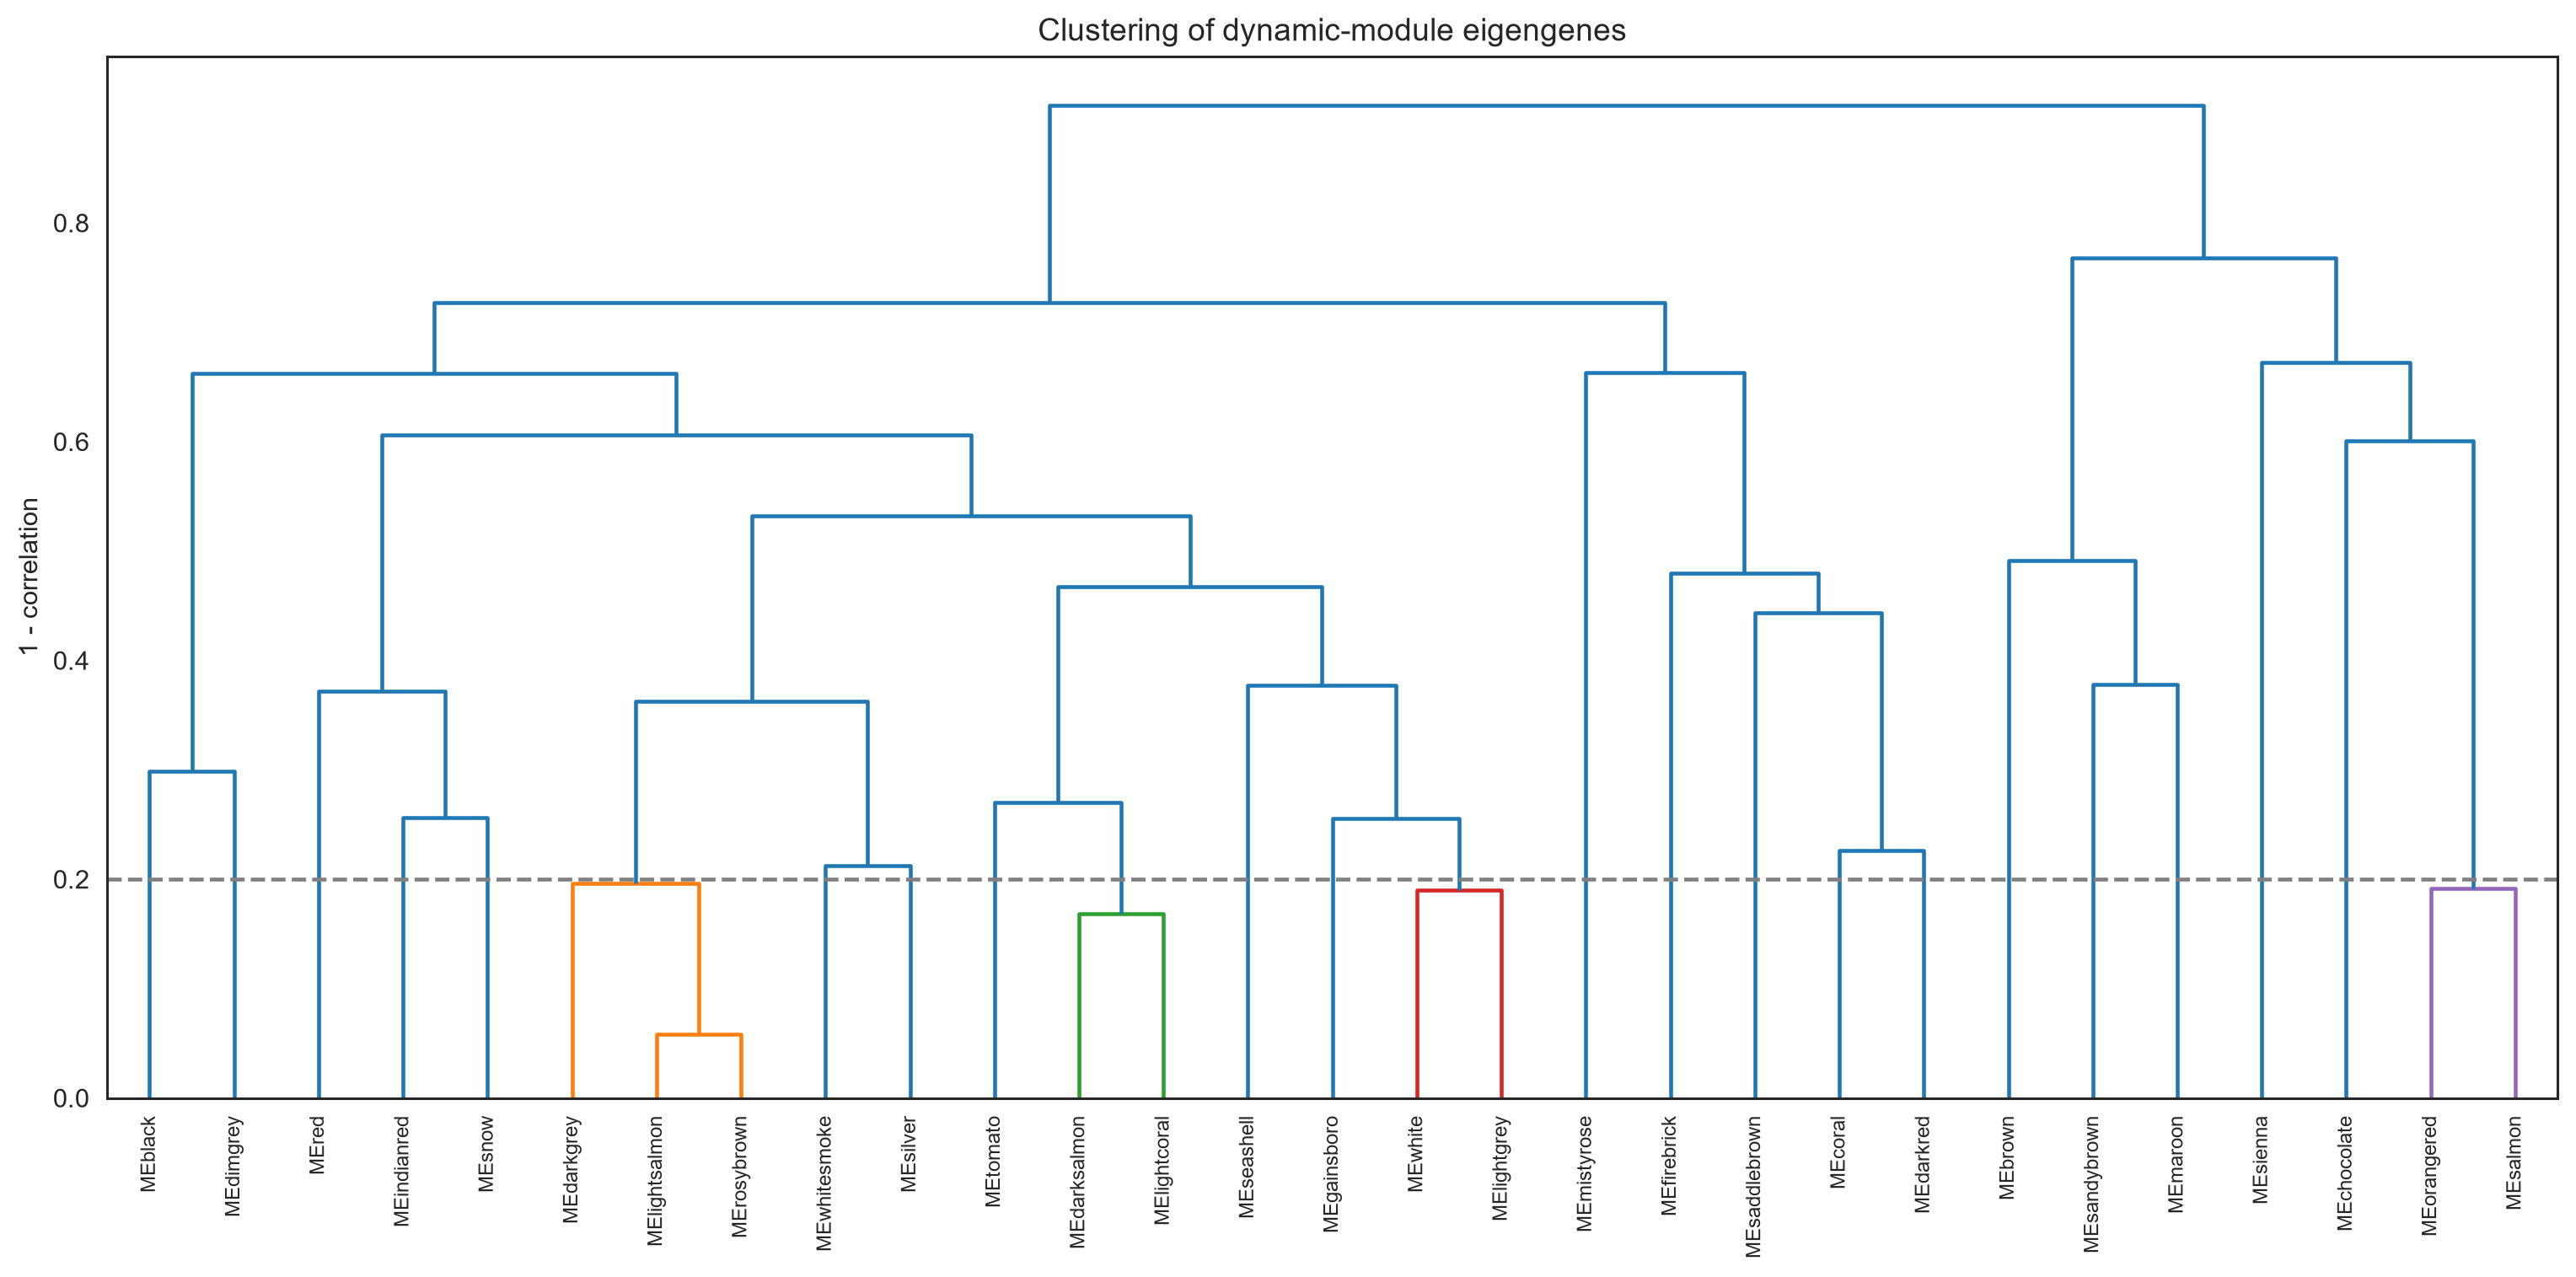 Clustering of dynamic-module eigengenes
1 - correlation
0.8
0.6
0.4
0.2
0.0
MEblack
MEdimgrey
MEred
MEindianred
MEsnow
MEdarkgrey
MElightsalmon
MErosybrown
MEwhitesmoke
MEsilver
MEtomato
MEdarksalmon
MElightcoral
MEseashell
MEgainsboro
MEwhite
MElightgrey
MEmistyrose
MEfirebrick
MEsaddlebrown
MEcoral
MEdarkred
MEbrown
MEsandybrown
MEmaroon
MEsienna
MEchocolate
MEorangered
MEsalmon